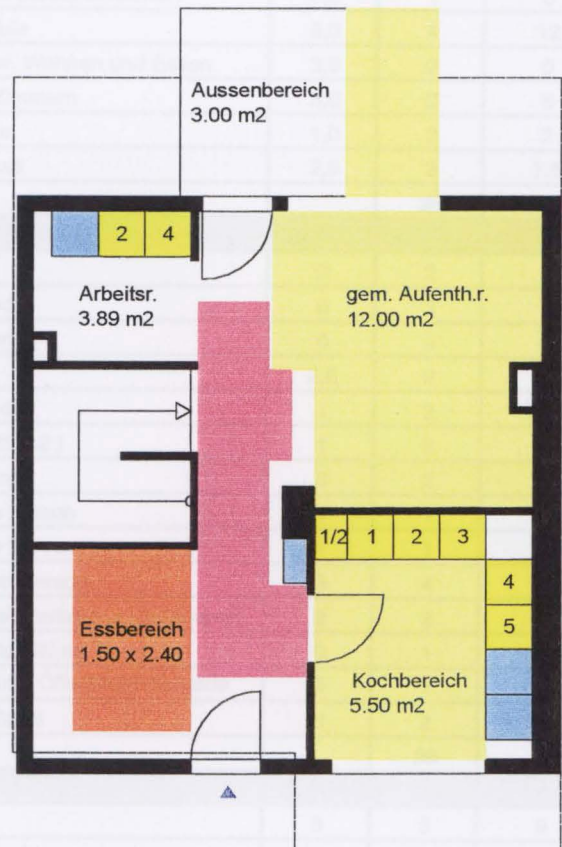 Aussenbereich
3.00 m2
2 4
Arbeitsr.
3.89 m2
gem. Aufenth.r.
12.00 m2
1/2 1 2 3
4
5
Essbereich
1.50 x 2.40
Kochbereich
5.50 m2